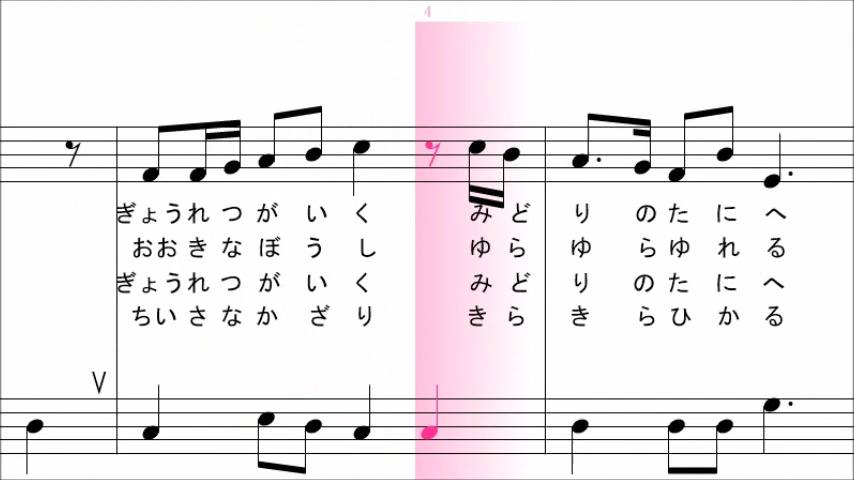 4
ぎょうれつがいく みどりのたにへ
おおきなぼうし ゆらゆらゆれる
ぎょうれつがいく みどりのたにへ
ちいさなかざり きらきらひかる